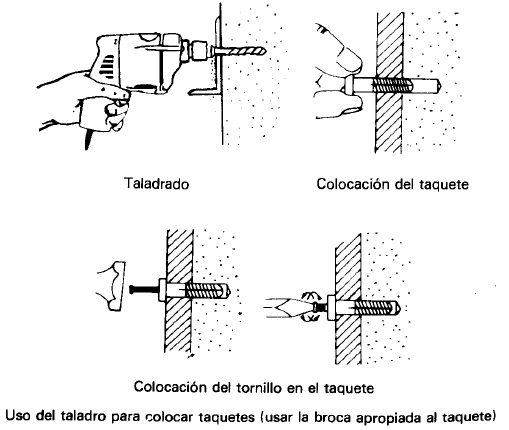 Taladrado
Colocación del taquete
Colocación del tornillo en el taquete
Uso del taladro para colocar taquetes (usar la broca apropiada al taquete)